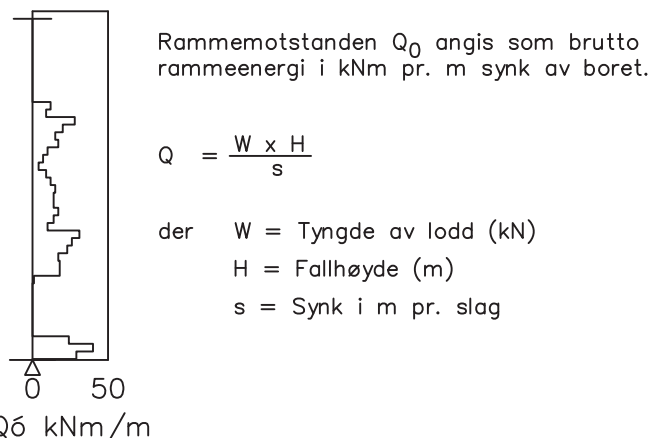 Rammemotstanden Q0 angis som brutto
rammeenergi i kNm pr. m synk av boret.
Q = W x H
s
der W = Tyngde av lodd (kN)
H = Fallhøyde (m)
s = Synk i m pr. slag
0 50
Qó kNm/m